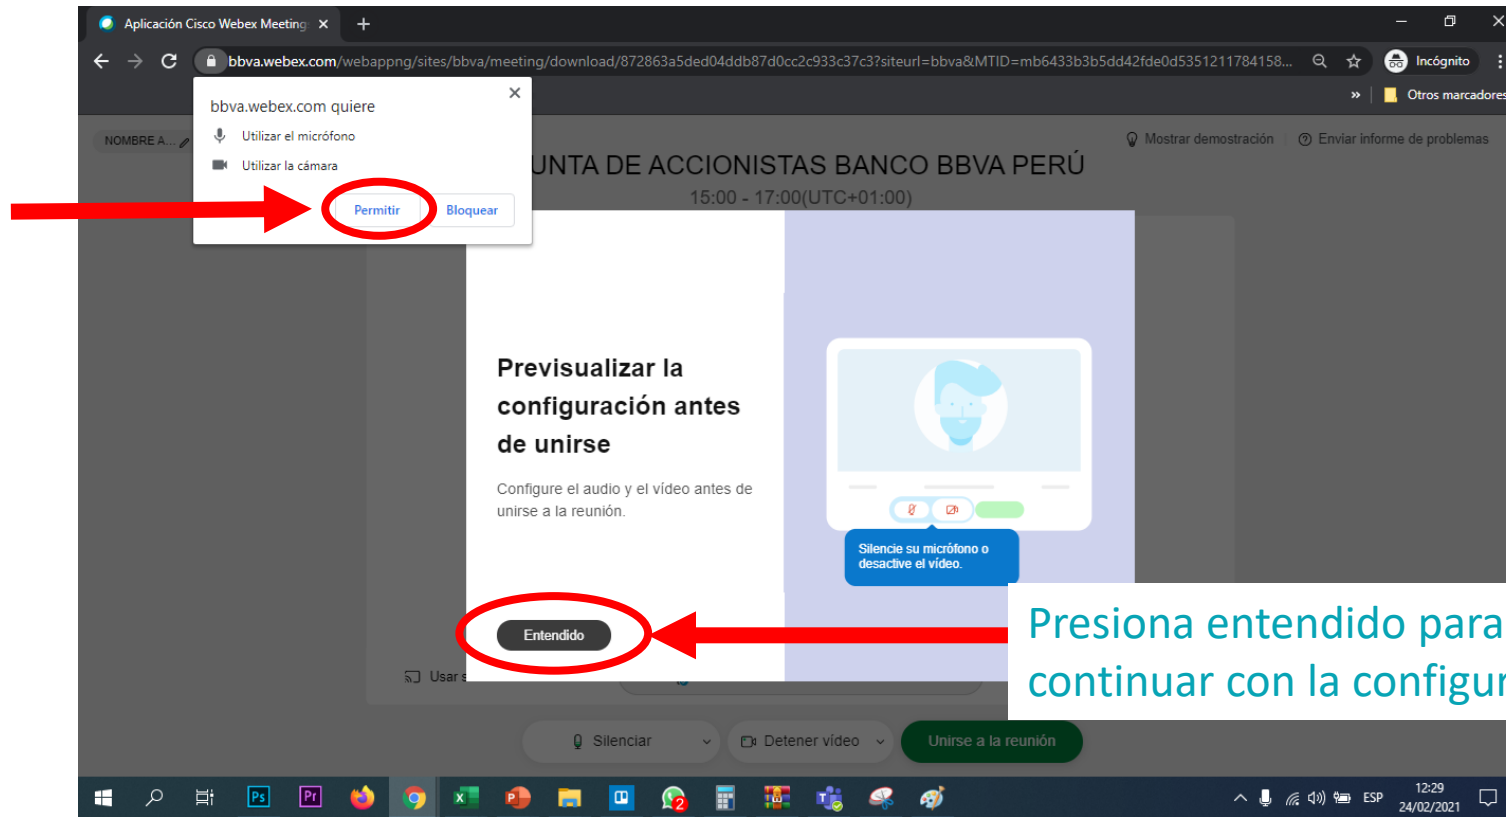 Aplicación Cisco Webex Meeting
bbva.webex.com/webappng/sites/bbva/meeting/download/872863a5ded04ddb87d0cc2c933c37c3?siteurl=bbva&MTID=mb6433b3b5dd42fde0d5351211784158...
Incógnito
Otros marcadores
bbva.webex.com quiere
Utilizar el micrófono
Utilizar la cámara
Permitir
Bloquear
NOMBRE A...
Mostrar demostración
Enviar informe de problemas
UNTA DE ACCIONISTAS BANCO BBVA PERÚ
15:00 - 17:00(UTC+01:00)
Previsualizar la
configuración antes
de unirse
Configure el audio y el vídeo antes de
unirse a la reunión.
Silencie su micrófono o
desactive el vídeo.
Entendido
Presiona entendido para
continuar con la configur
Usar s
Silenciar
Detener vídeo
Unirse a la reunión
Ps
Pr
2
ESP
12:29
24/02/2021